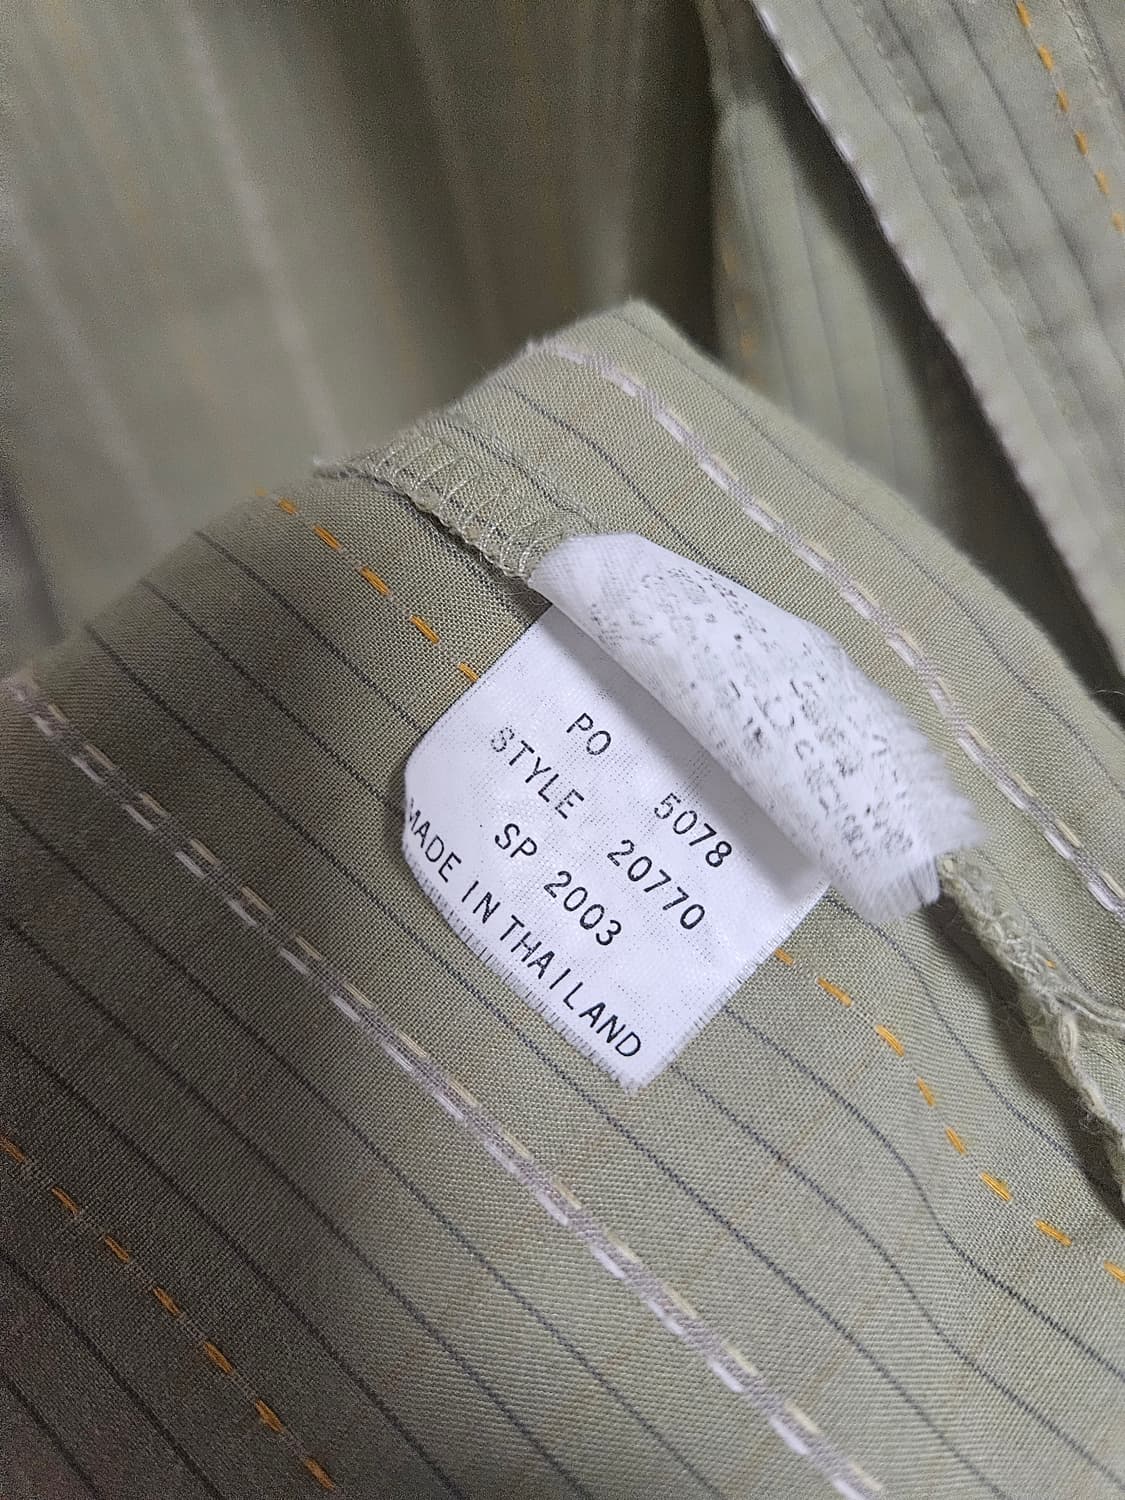 PO 5078
STYLE 20770
SP 2003
MADE IN THAILAND